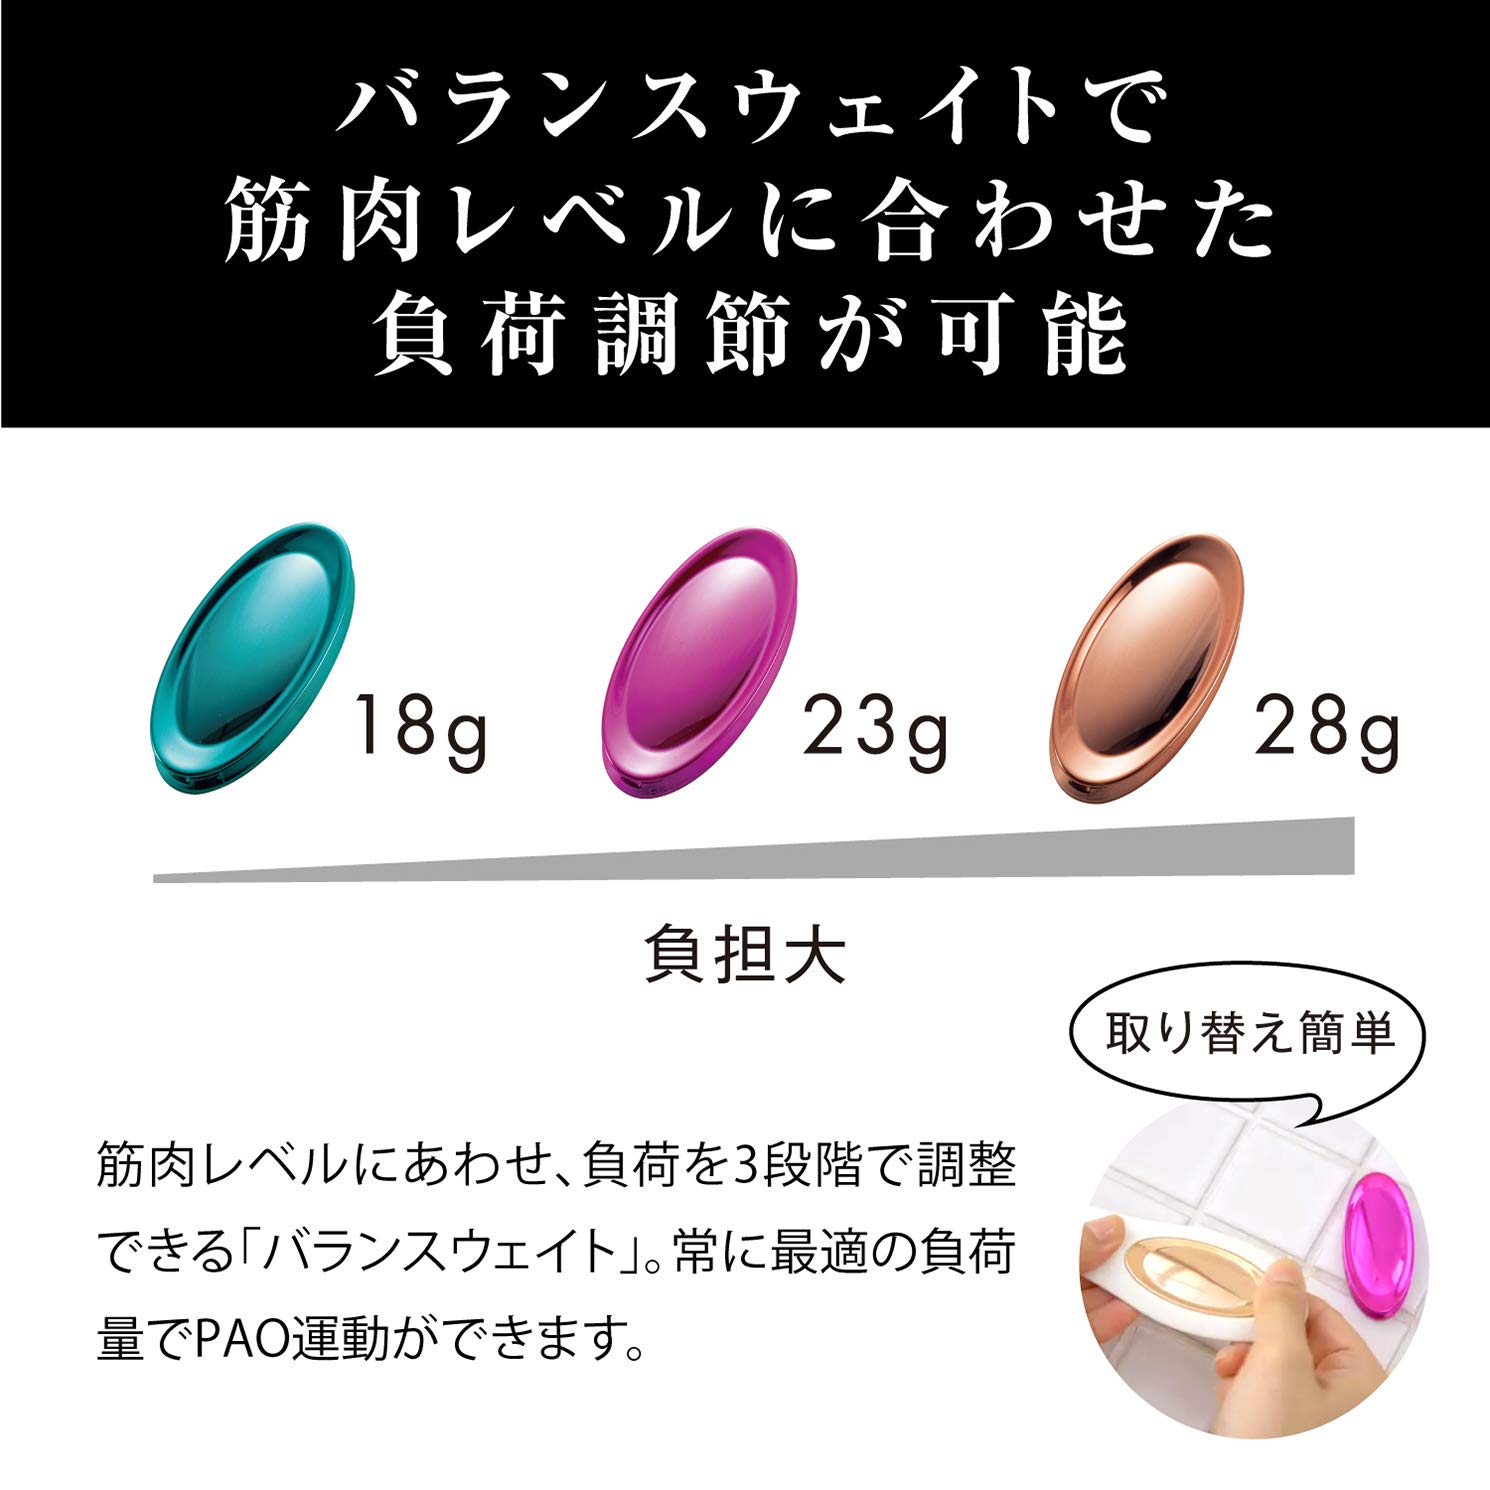 バランスウェイトで
筋肉レベルに合わせた
負荷調節が可能
18g
23g
28g
負担大
取り替え簡単
筋肉レベルにあわせ、負荷を3段階で調整
できる「バランスウェイト」。常に最適の負荷
量でPAO運動ができます。